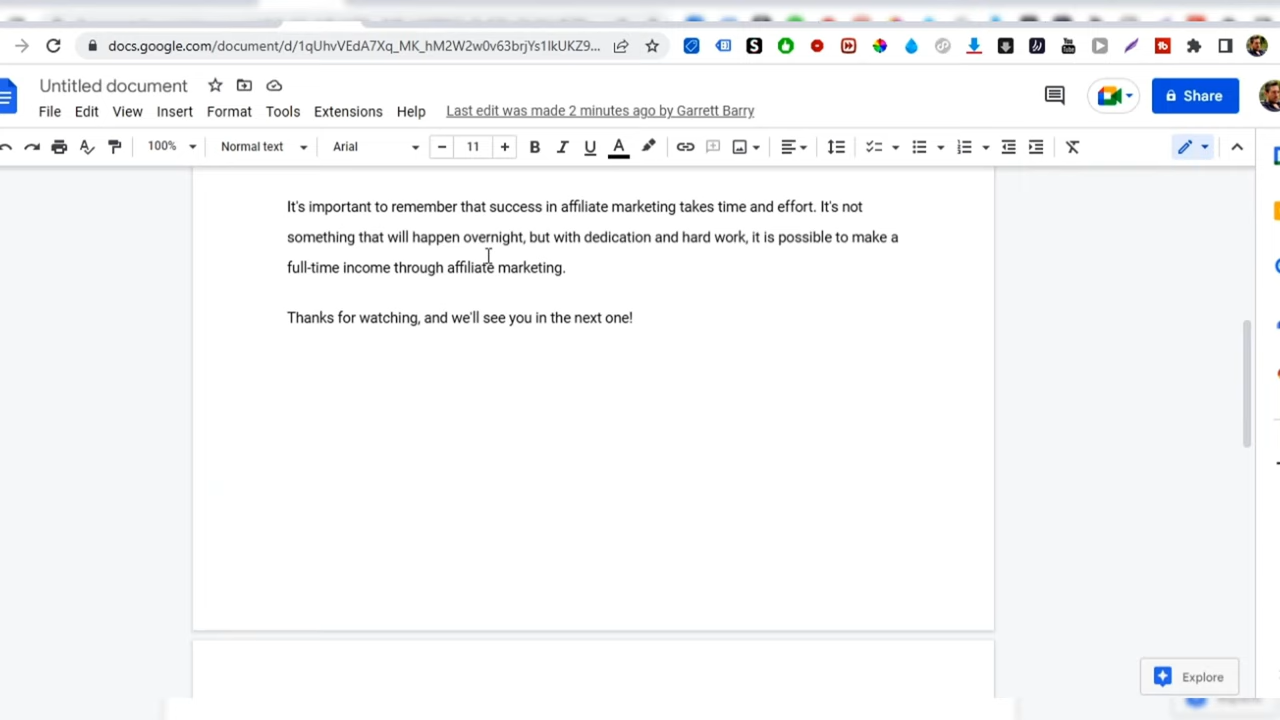 docs.google.com/document/d/1qUhvVEdA7Xq_MK_hM2W2w0v63brjYs1IkUKZ9...
Untitled document
File Edit View Insert Format Tools Extensions Help Last edit was made 2 minutes ago by Garrett Barry
Share
100% Normal text Arial 11
It's important to remember that success in affiliate marketing takes time and effort. It's not
something that will happen overnight, but with dedication and hard work, it is possible to make a
full-time income through affiliate marketing.
Thanks for watching, and we'll see you in the next one!
Explore